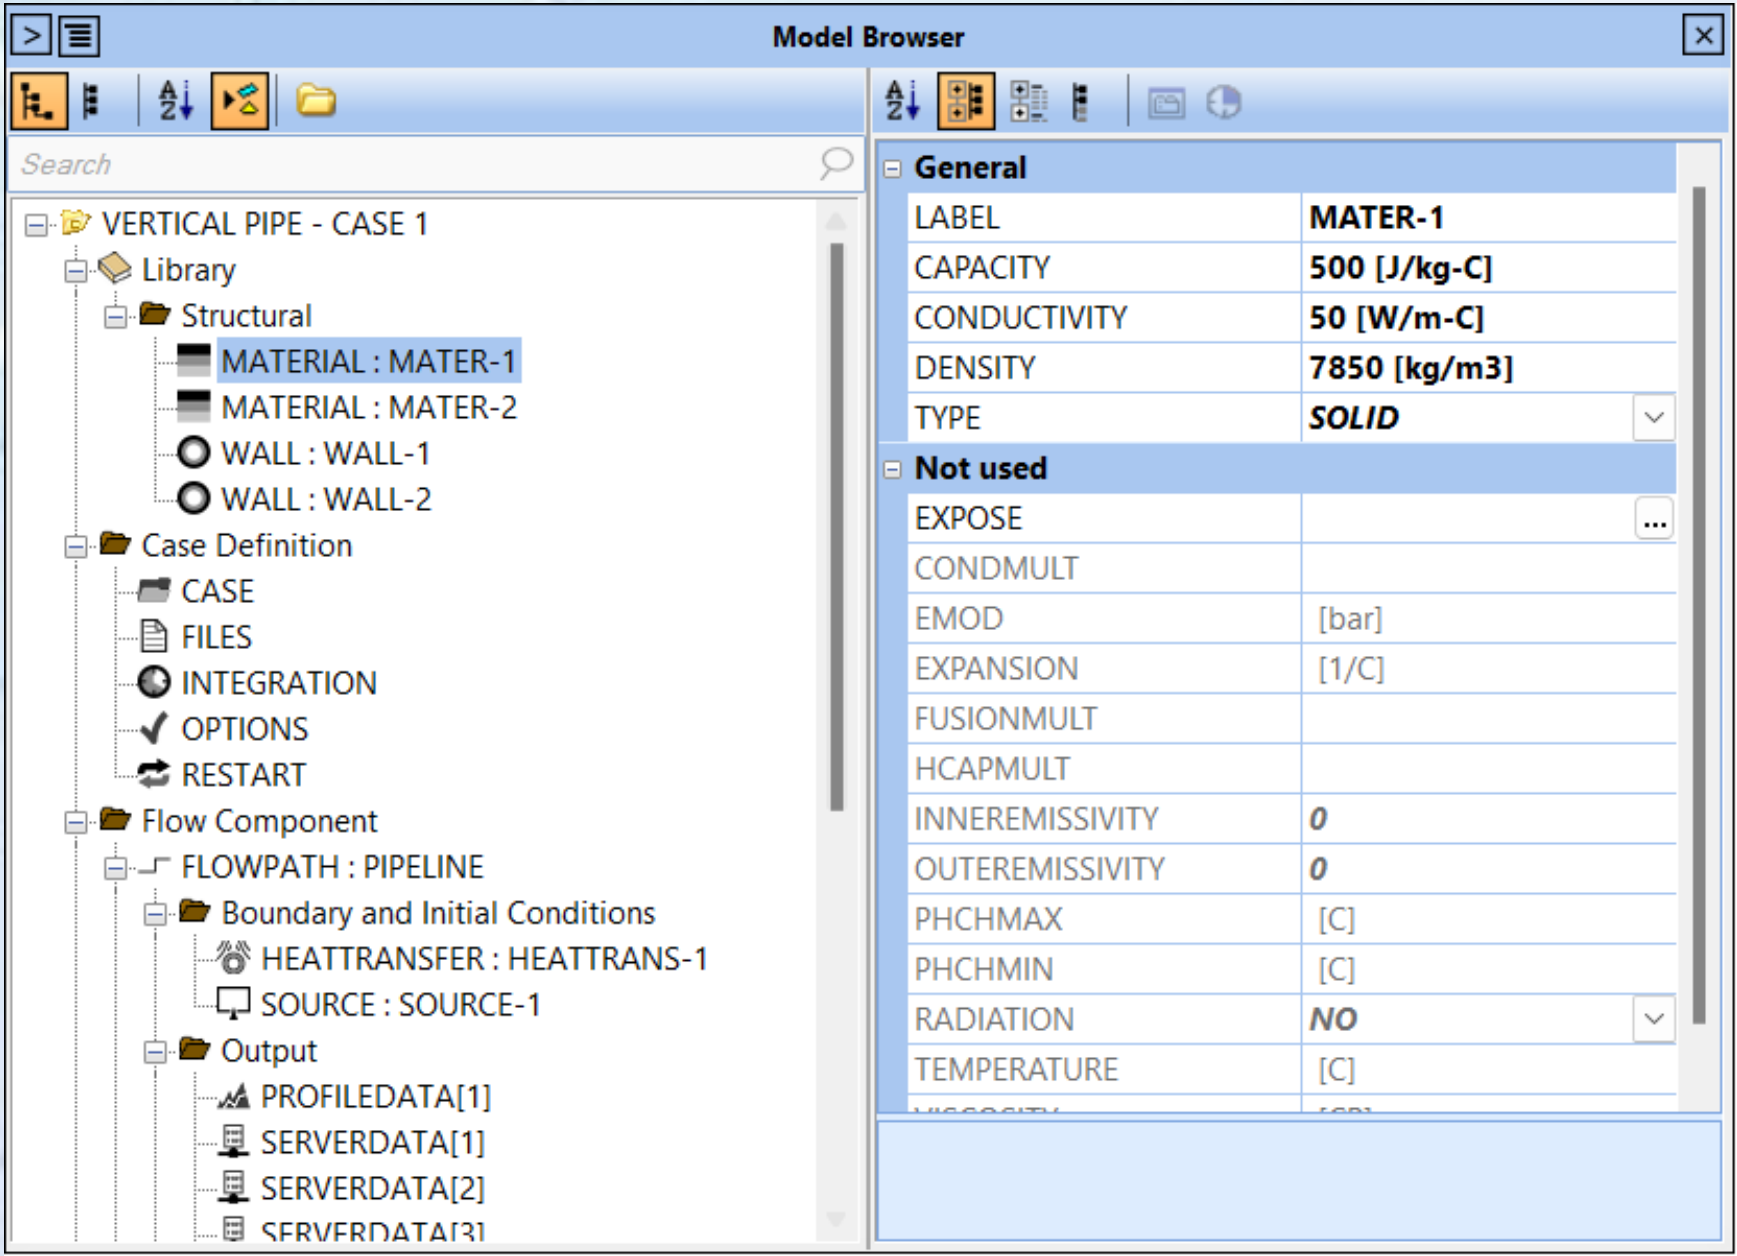 Model Browser
Search
VERTICAL PIPE - CASE 1
Library
Structural
MATERIAL : MATER-1
MATERIAL : MATER-2
WALL : WALL-1
WALL : WALL-2
Case Definition
CASE
FILES
INTEGRATION
OPTIONS
RESTART
Flow Component
FLOWPATH : PIPELINE
Boundary and Initial Conditions
HEATTRANSFER : HEATTRANS-1
SOURCE : SOURCE-1
Output
PROFILEDATA[1]
SERVERDATA[1]
SERVERDATA[2]
SERVERDATA[3]
General
LABEL MATER-1
CAPACITY 500 [J/kg-C]
CONDUCTIVITY 50 [W/m-C]
DENSITY 7850 [kg/m3]
TYPE SOLID
Not used
EXPOSE ...
CONDMULT
EMOD [bar]
EXPANSION [1/C]
FUSIONMULT
HCAPMULT
INNEREMISSIVITY 0
OUTEREMISSIVITY 0
PHCHMAX [C]
PHCHMIN [C]
RADIATION NO
TEMPERATURE [C]